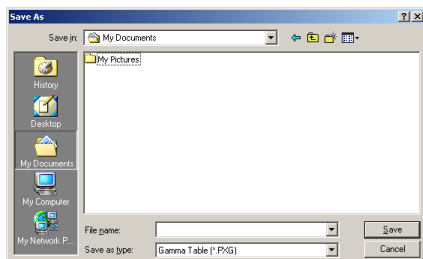 Save As
Save in: My Documents
My Pictures
History
Desktop
My Documents
My Computer
My Network P...
File name:
Save
Save as type: Gamma Table (*.PXG)
Cancel